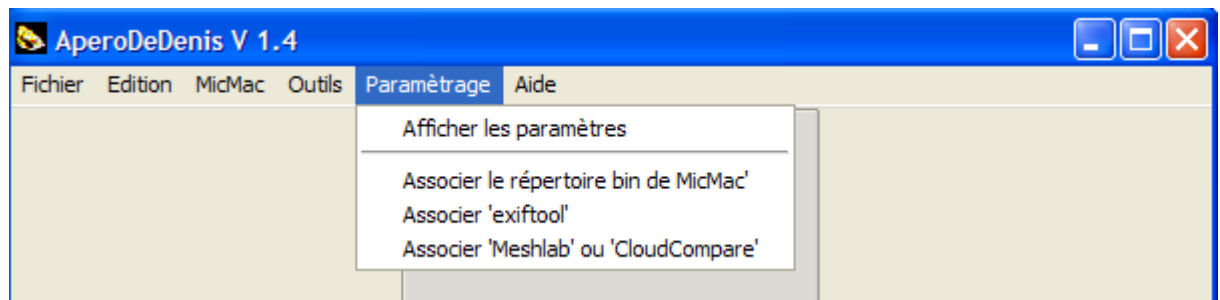 AperoDeDenis V 1.4
Fichier Edition MicMac Outils Paramètrage Aide
Afficher les paramètres
Associer le répertoire bin de MicMac'
Associer 'exiftool'
Associer 'Meshlab' ou 'CloudCompare'